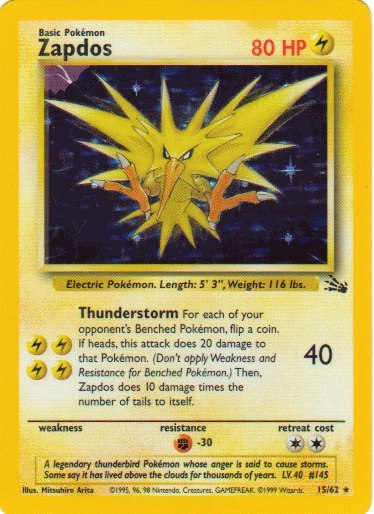 Basic Pokémon
Zapdos
80 HP
Electric Pokémon. Length: 5' 3", Weight: 116 lbs.
Thunderstorm For each of your
opponent's Benched Pokémon, flip a coin.
If heads, this attack does 20 damage to
that Pokémon. (Don't apply Weakness and
Resistance for Benched Pokémon.) Then,
Zapdos does 10 damage times the
number of tails to itself.
40
weakness
resistance
retreat cost
-30
A legendary thunderbird Pokémon whose anger is said to cause storms.
Some say it has lived above the clouds for thousands of years. LV. 40 #145
Illus. Mitsuhiro Arita
©1995, 96, 98 Nintendo, Creatures, GAMEFREAK. ©1999 Wizards.
15/62 ★